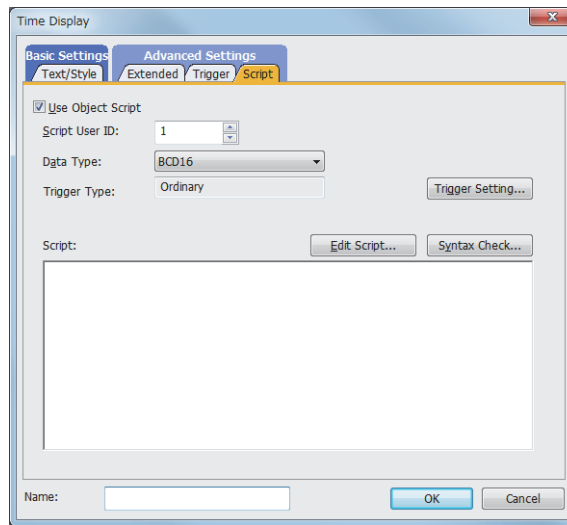 Time Display
Basic Settings Advanced Settings
Text/Style Extended Trigger Script
Use Object Script
Script User ID: 1
Data Type: BCD16
Trigger Type: Ordinary Trigger Setting...
Script: Edit Script... Syntax Check...
Name: OK Cancel